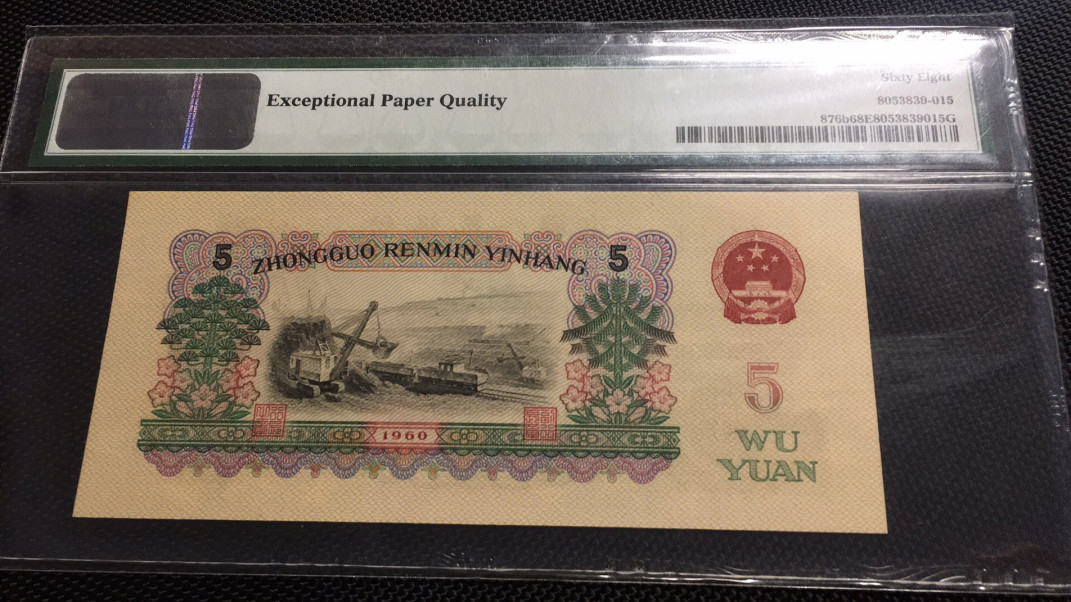 Exceptional Paper Quality
Sixty Eight
8053839-015
876b68E8053839015G
5 ZHONGGUO RENMIN YINHANG 5
1960
5
WU
YUAN